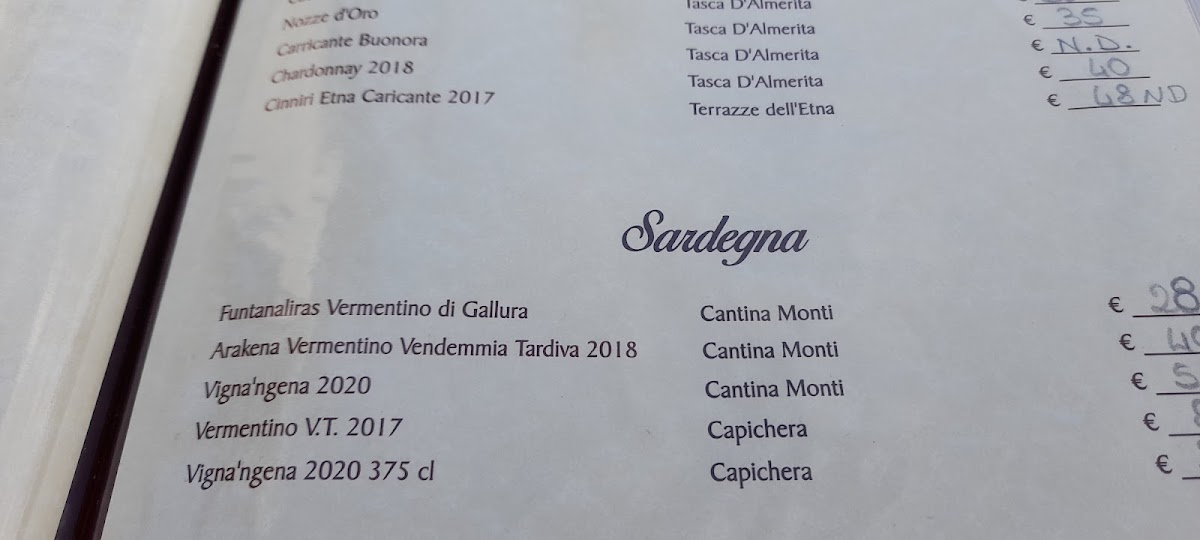 Tasca D'Almerita
Nozze d'Oro Tasca D'Almerita € 35
Carricante Buonora Tasca D'Almerita € N.D.
Chardonnay 2018 Tasca D'Almerita € 40
Cinniri Etna Caricante 2017 Terrazze dell'Etna € 48 ND
Sardegna
Funtanaliras Vermentino di Gallura Cantina Monti € 28
Arakena Vermentino Vendemmia Tardiva 2018 Cantina Monti €
Vigna'ngena 2020 Cantina Monti €
Vermentino V.T. 2017 Capichera €
Vigna'ngena 2020 375 cl Capichera €